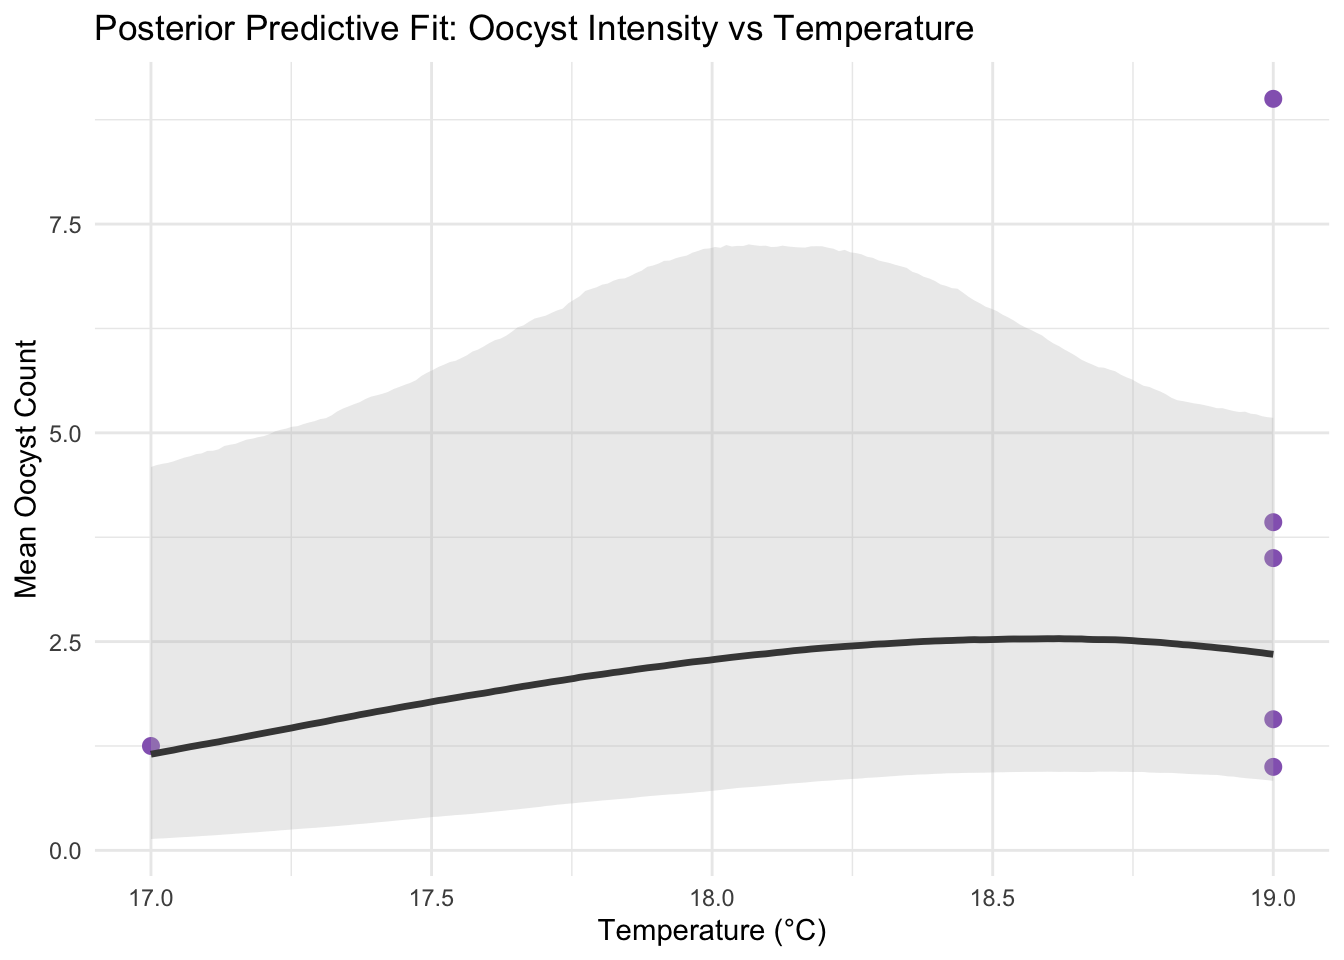 Posterior Predictive Fit: Oocyst Intensity vs Temperature
Mean Oocyst Count
7.5
5.0
2.5
0.0
17.0 17.5 18.0 18.5 19.0
Temperature (°C)